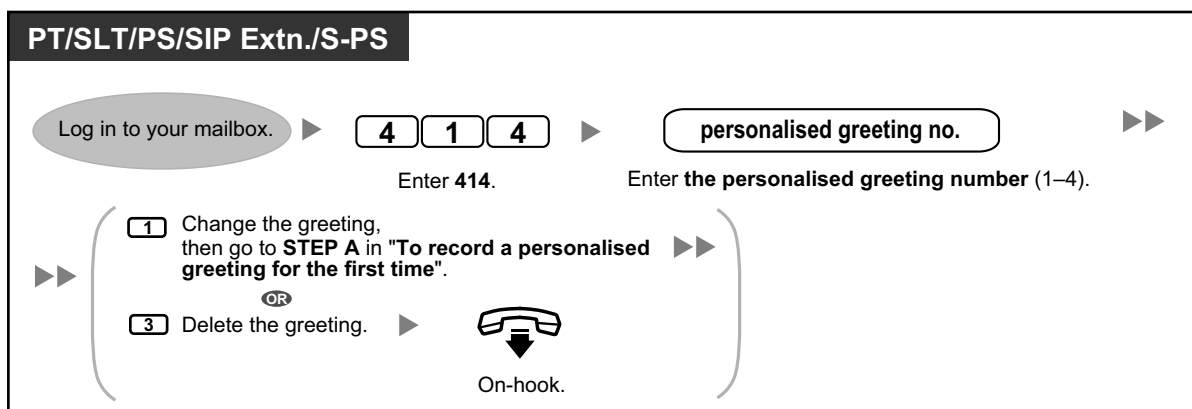 PT/SLT/PS/SIP Extn./S-PS
Log in to your mailbox.
4 1 4
personalised greeting no.
Enter 414.
Enter the personalised greeting number (1–4).
1 Change the greeting,
then go to STEP A in "To record a personalised
greeting for the first time".
OR
3 Delete the greeting.
On-hook.